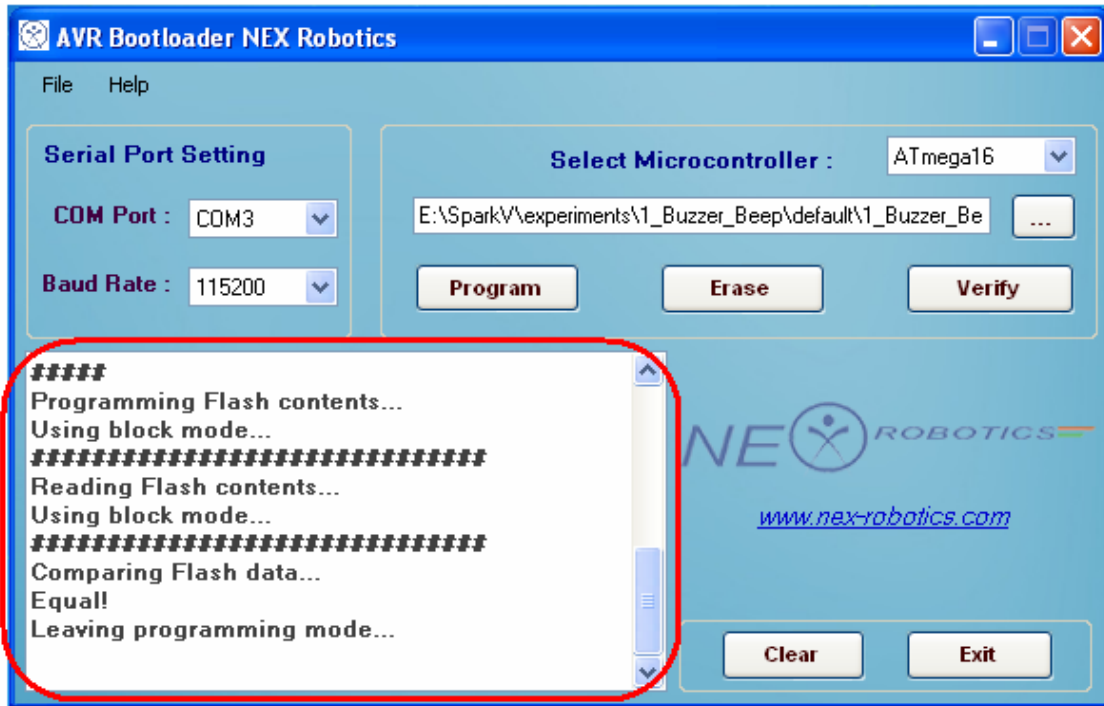 AVR Bootloader NEX Robotics
File Help
Serial Port Setting
COM Port : COM3
Baud Rate : 115200
Select Microcontroller : ATmega16
E:\SparkV\experiments\1_Buzzer_Beep\default\1_Buzzer_Be ...
Program Erase Verify
#####
Programming Flash contents...
Using block mode...
##############################
Reading Flash contents...
Using block mode...
##############################
Comparing Flash data...
Equal!
Leaving programming mode...
NE ROBOTICS
www.nex-robotics.com
Clear Exit